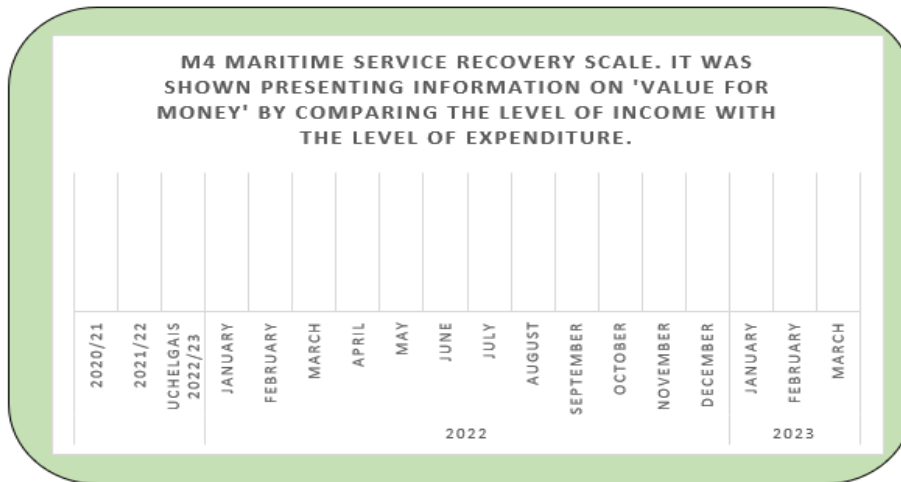 M4 MARITIME SERVICE RECOVERY SCALE. IT WAS
SHOWN PRESENTING INFORMATION ON 'VALUE FOR
MONEY' BY COMPARING THE LEVEL OF INCOME WITH
THE LEVEL OF EXPENDITURE.
2020/21
2021/22
UCHELGAIS
2022/23
JANUARY
FEBRUARY
MARCH
APRIL
MAY
JUNE
JULY
AUGUST
SEPTEMBER
OCTOBER
NOVEMBER
DECEMBER
JANUARY
FEBRUARY
MARCH
2022
2023